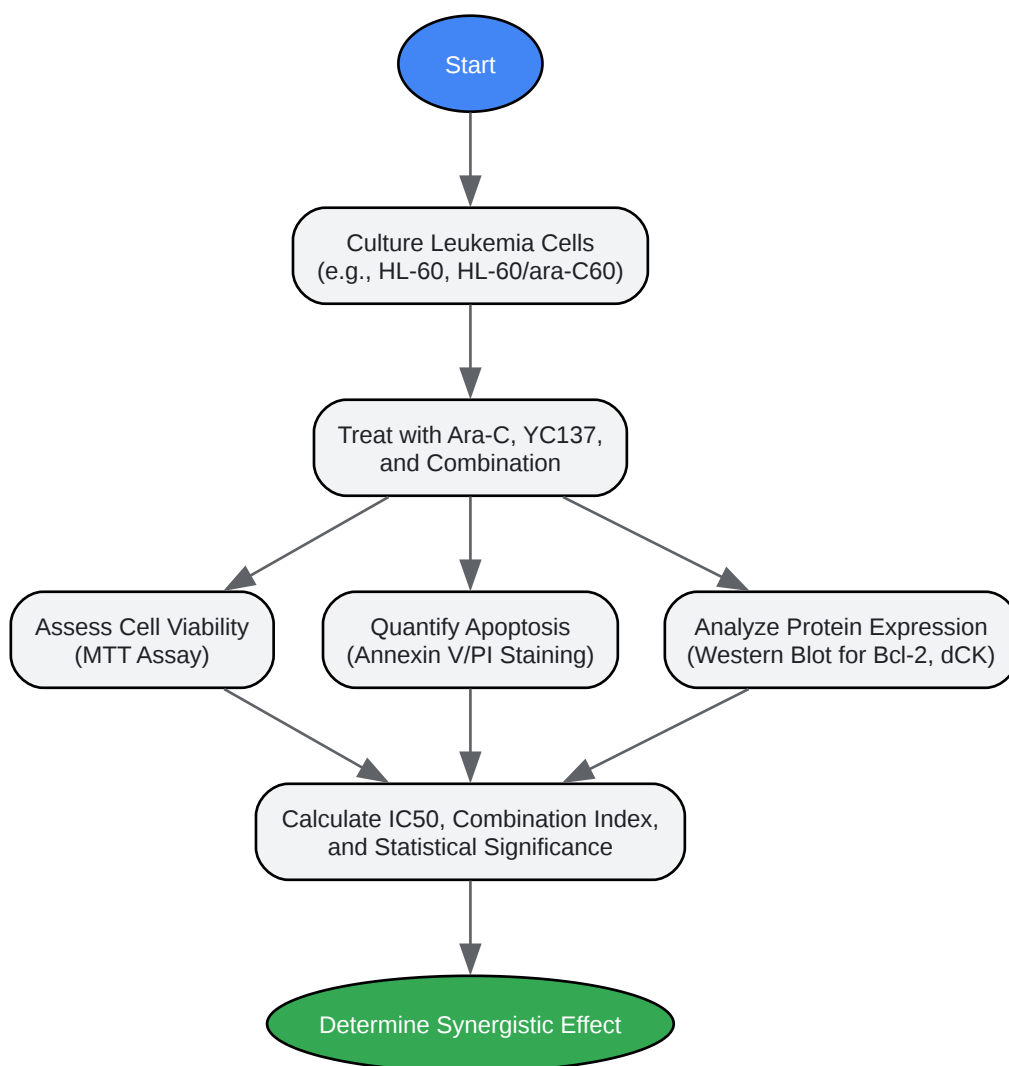 Start
Culture Leukemia Cells
(e.g., HL-60, HL-60/ara-C60)
Treat with Ara-C, YC137,
and Combination
Assess Cell Viability
(MTT Assay)
Quantify Apoptosis
(Annexin V/PI Staining)
Analyze Protein Expression
(Western Blot for Bcl-2, dCK)
Calculate IC50, Combination Index,
and Statistical Significance
Determine Synergistic Effect